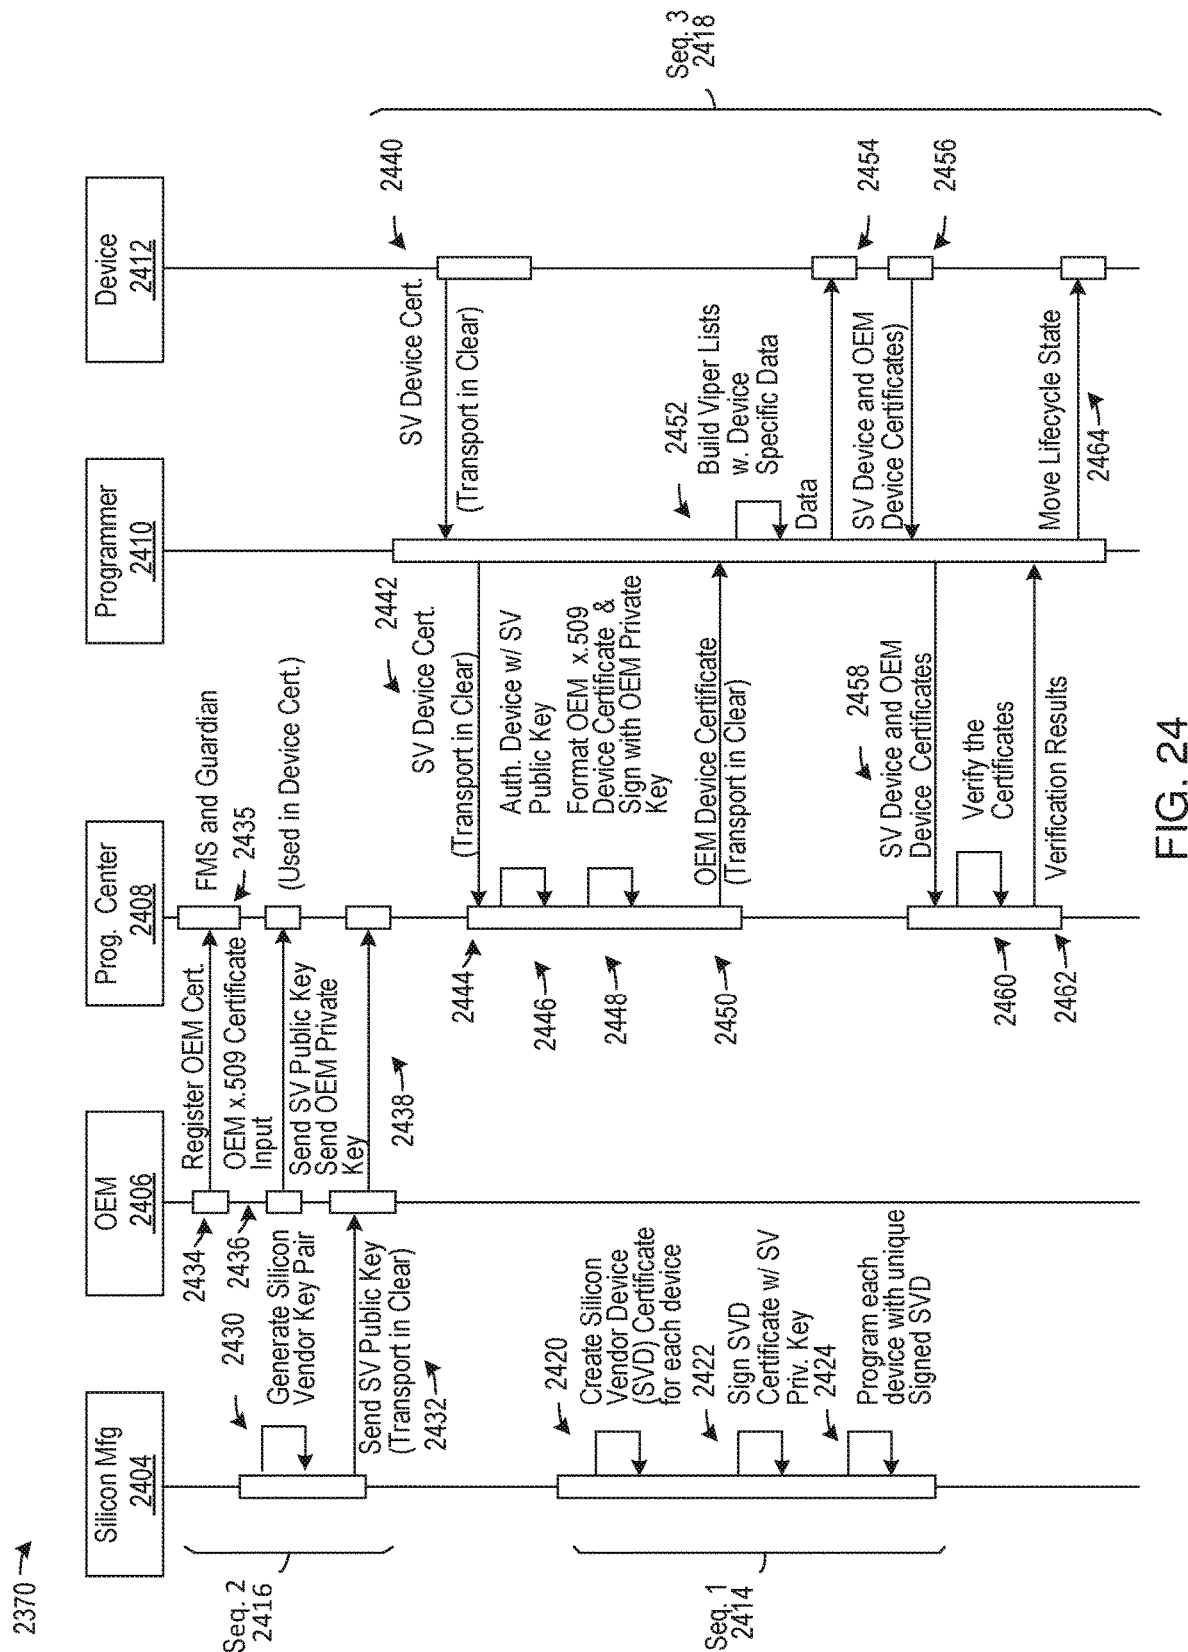 2370
Silicon Mfg
2404
OEM
2406
Prog. Center
2408
Programmer
2410
Device
2412
Seq. 2
2416
2430
Generate Silicon
Vendor Key Pair
Send SV Public Key
(Transport in Clear)
2432
2434
2436
Register OEM Cert.
OEM x.509 Certificate
Input
Send SV Public Key
Send OEM Private
Key
2438
FMS and Guardian
2435
(Used in Device Cert.)
Seq. 1
2414
2420
Create Silicon
Vendor Device
(SVD) Certificate
for each device
2422
Sign SVD
Certificate w/ SV
Priv. Key
2424
Program each
device with unique
Signed SVD
Seq. 3
2418
2440
SV Device Cert.
(Transport in Clear)
2442
SV Device Cert.
(Transport in Clear)
2444
Auth. Device w/ SV
Public Key
2446
Format OEM x.509
Device Certificate &
Sign with OEM Private
Key
2448
OEM Device Certificate
(Transport in Clear)
2450
2452
Build Viper Lists
w. Device
Specific Data
Data
2454
SV Device and OEM
Device Certificates)
2456
2458
SV Device and OEM
Device Certificates
Verify the
Certificates
2460
Verification Results
2462
Move Lifecycle State
2464
FIG. 24